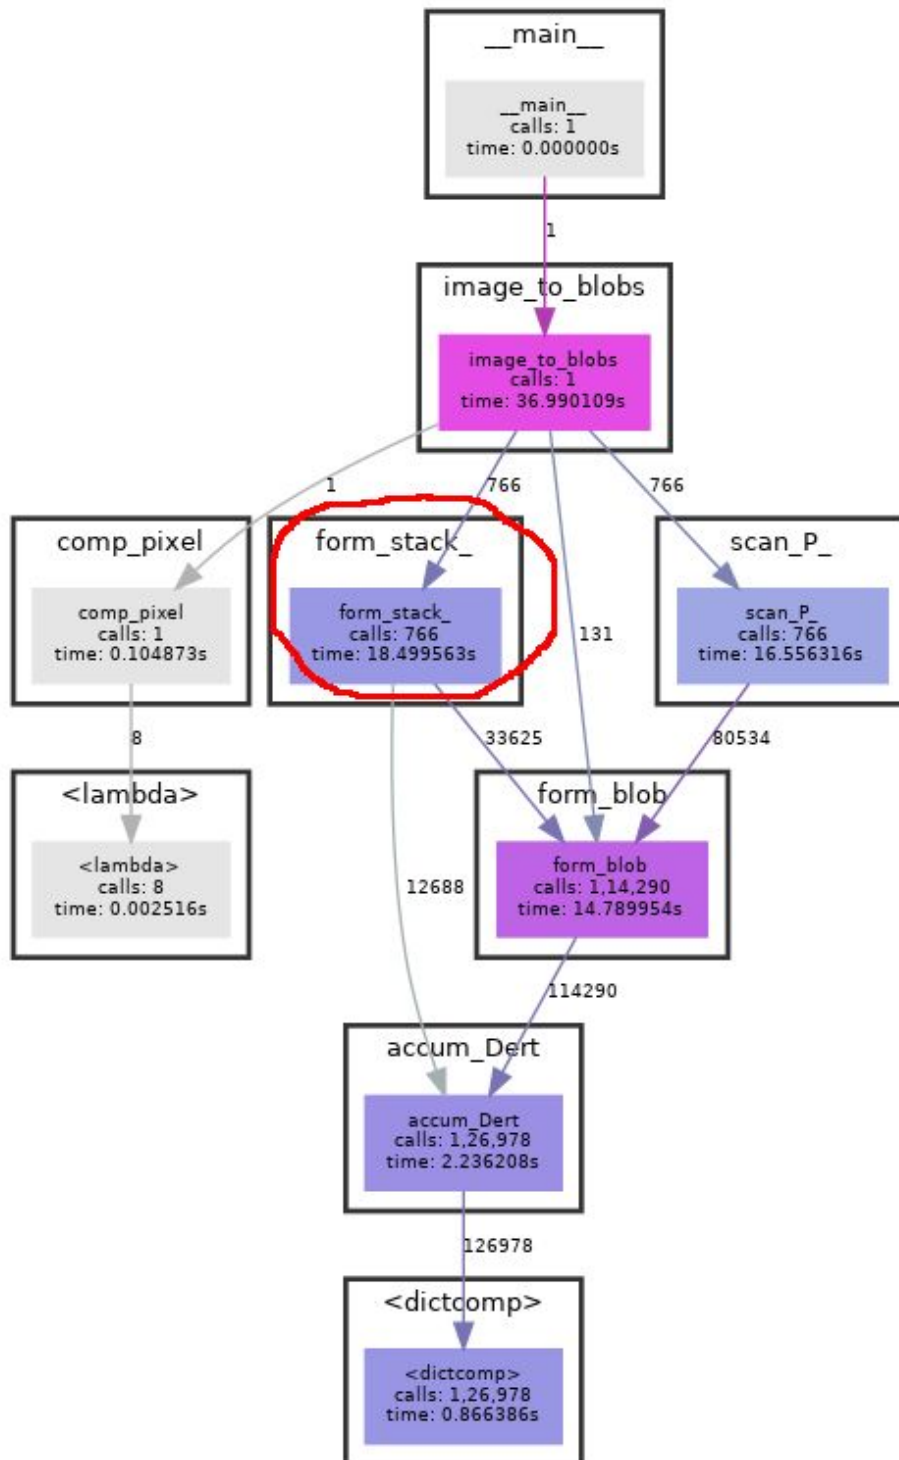 __main__
__main__
calls: 1
time: 0.000000s
1
image_to_blobs
image_to_blobs
calls: 1
time: 36.990109s
1
766
766
comp_pixel
form_stack_
scan_P_
comp_pixel
calls: 1
time: 0.104873s
form_stack_
calls: 766
time: 18.499563s
131
scan_P_
calls: 766
time: 16.556316s
8
33625
80534
<lambda>
form_blob
<lambda>
calls: 8
time: 0.002516s
12688
form_blob
calls: 1,14,290
time: 14.789954s
114290
accum_Dert
accum_Dert
calls: 1,26,978
time: 2.236208s
126978
<dictcomp>
<dictcomp>
calls: 1,26,978
time: 0.866386s